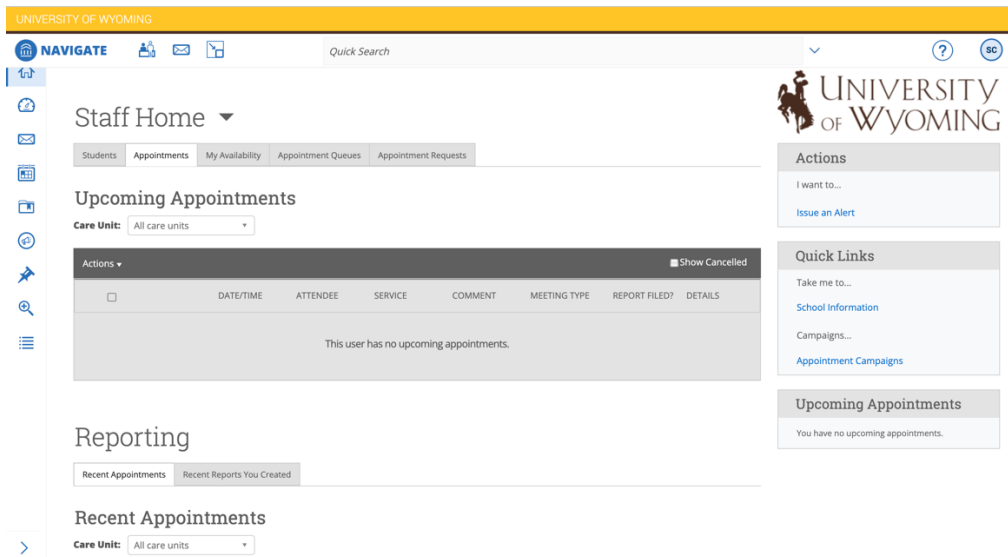 UNIVERSITY OF WYOMING
NAVIGATE
Quick Search
SC
Staff Home
UNIVERSITY
OF WYOMING
Students Appointments My Availability Appointment Queues Appointment Requests
Upcoming Appointments
Care Unit: All care units
Actions
Show Cancelled
DATE/TIME ATTENDEE SERVICE COMMENT MEETING TYPE REPORT FILED? DETAILS
This user has no upcoming appointments.
Reporting
Recent Appointments Recent Reports You Created
Recent Appointments
Care Unit: All care units
Actions
I want to...
Issue an Alert
Quick Links
Take me to...
School Information
Campaigns...
Appointment Campaigns
Upcoming Appointments
You have no upcoming appointments.